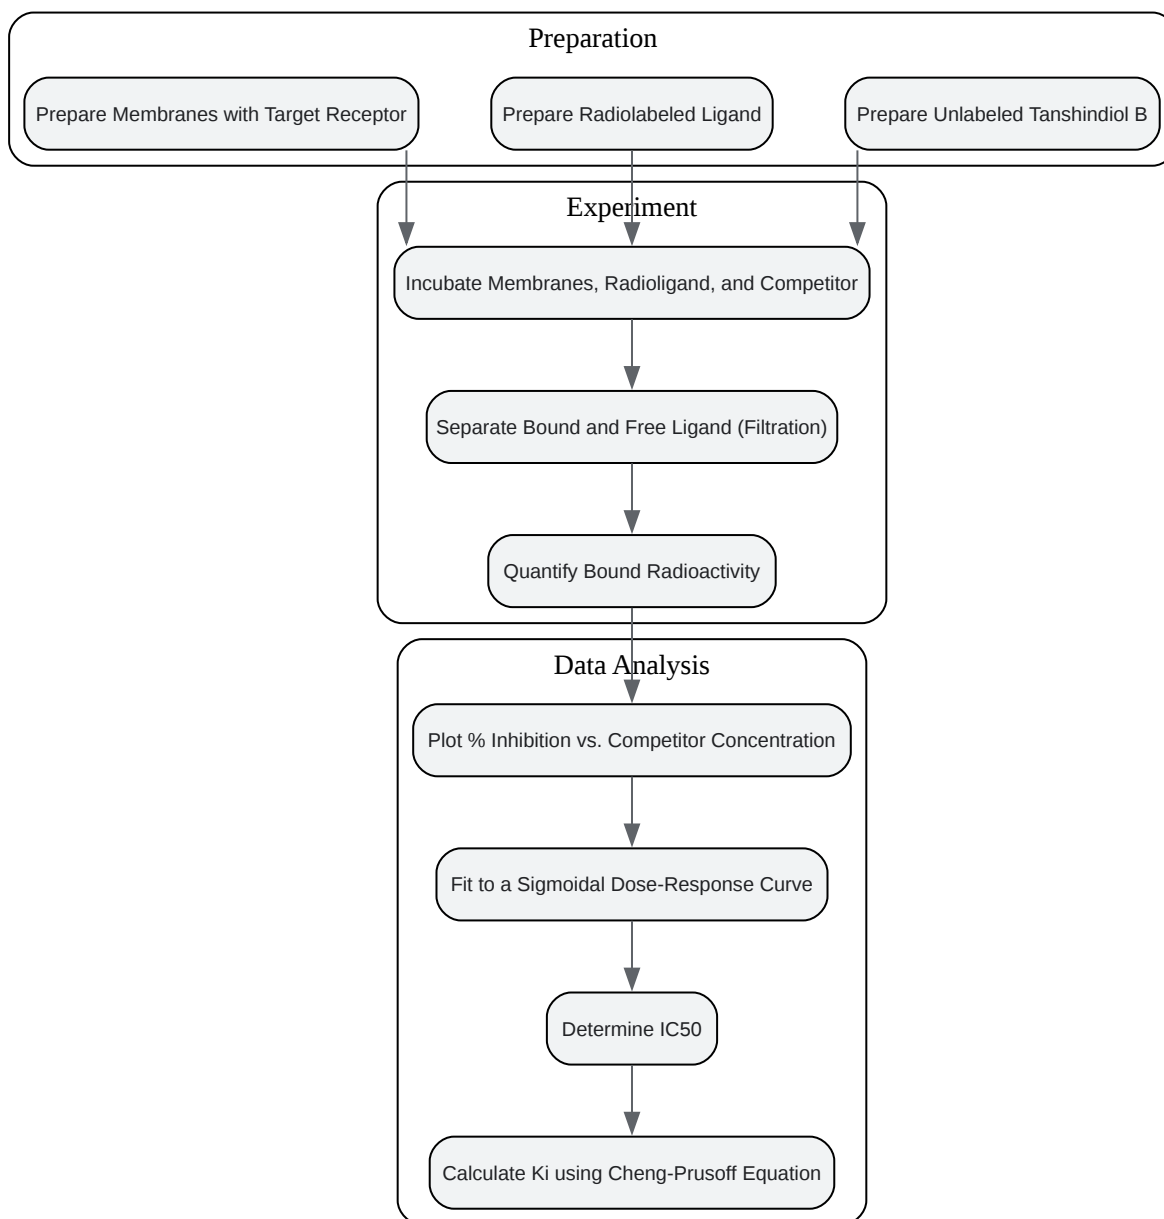 Preparation
Prepare Membranes with Target Receptor
Prepare Radiolabeled Ligand
Prepare Unlabeled Tanshindiol B
Experiment
Incubate Membranes, Radioligand, and Competitor
Separate Bound and Free Ligand (Filtration)
Quantify Bound Radioactivity
Data Analysis
Plot % Inhibition vs. Competitor Concentration
Fit to a Sigmoidal Dose-Response Curve
Determine IC50
Calculate Ki using Cheng-Prusoff Equation